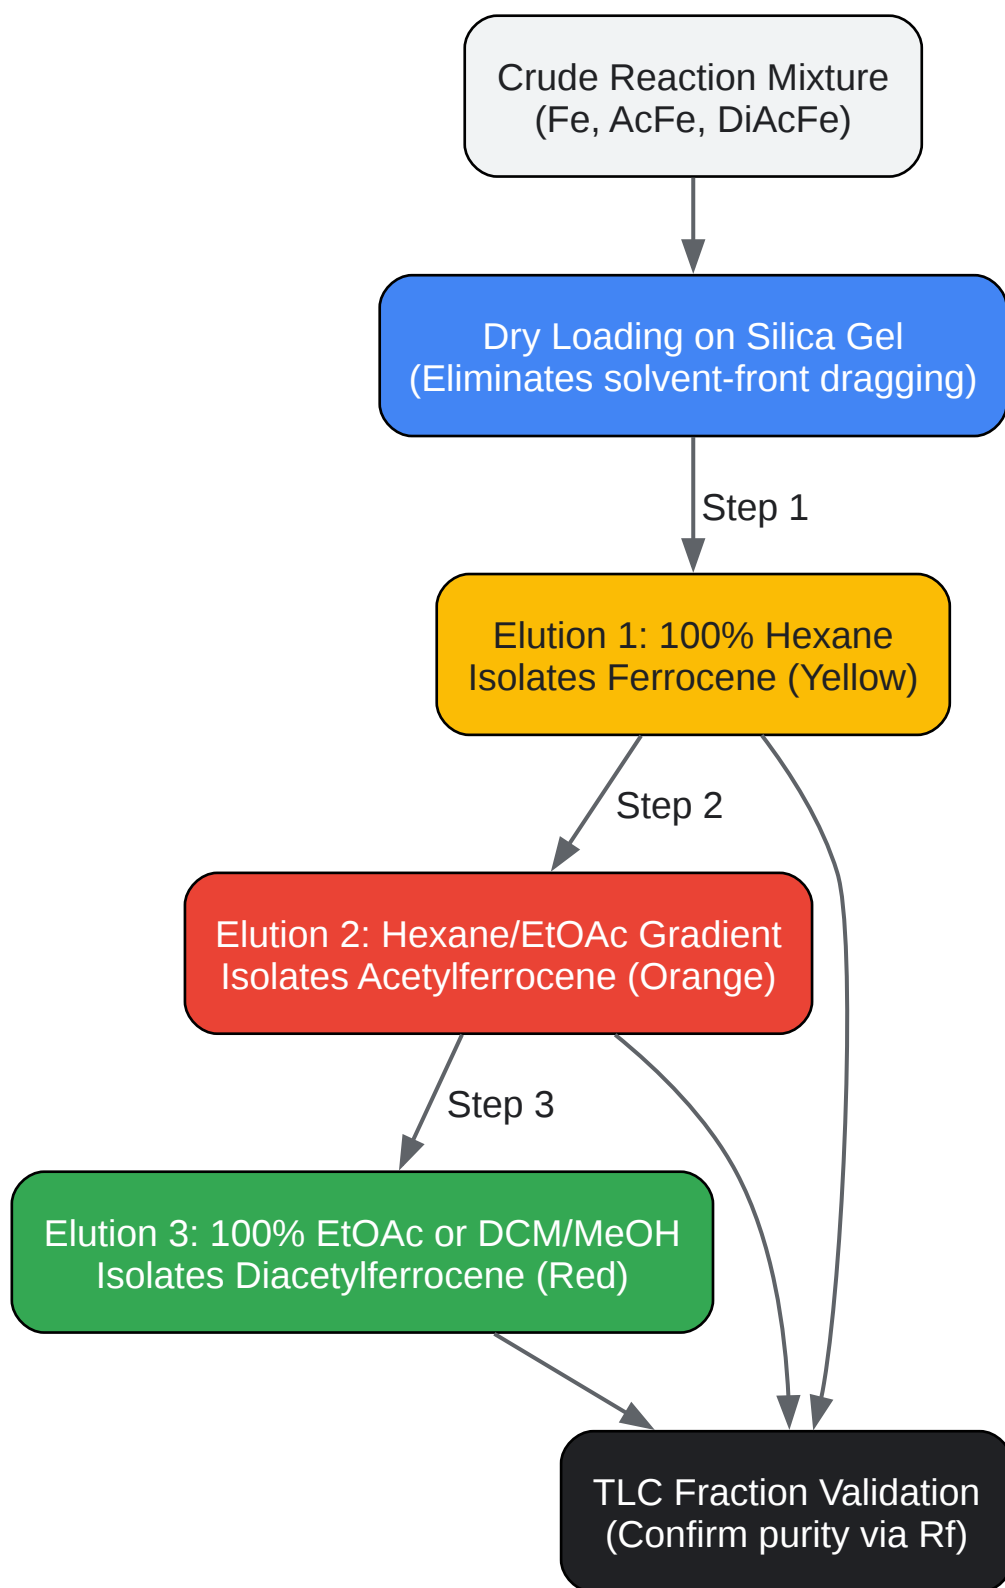 Crude Reaction Mixture
(Fe, AcFe, DiAcFe)
Dry Loading on Silica Gel
(Eliminates solvent-front dragging)
Step 1
Elution 1: 100% Hexane
Isolates Ferrocene (Yellow)
Step 2
Elution 2: Hexane/EtOAc Gradient
Isolates Acetylferrocene (Orange)
Step 3
Elution 3: 100% EtOAc or DCM/MeOH
Isolates Diacetylferrocene (Red)
TLC Fraction Validation
(Confirm purity via Rf)